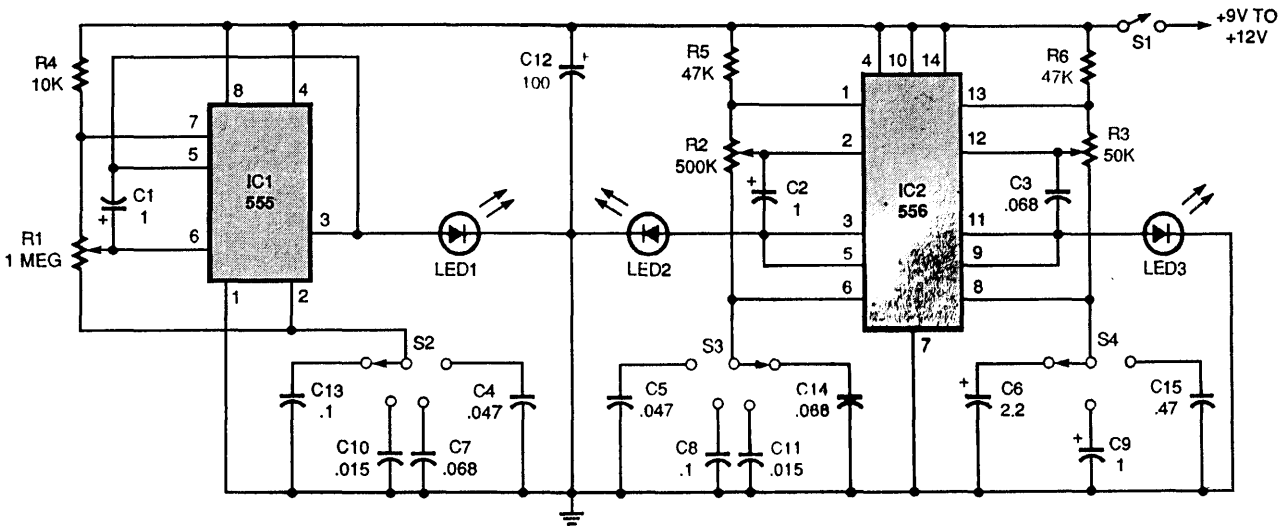 +9V TO
+12V
S1
R4
10K
8
4
C12
100
+
R5
47K
4
10
14
R6
47K
7
5
IC1
555
C1
1
+
6
3
R1
1 MEG
1
2
LED1
LED2
1
2
R2
500K
+
C2
1
3
5
6
IC2
556
13
12
11
9
8
7
R3
50K
C3
.068
LED3
S2
C13
.1
C10
.015
C7
.068
C4
.047
S3
C5
.047
C8
.1
C11
.015
C14
.068
S4
+
C6
2.2
+
C9
1
C15
.47